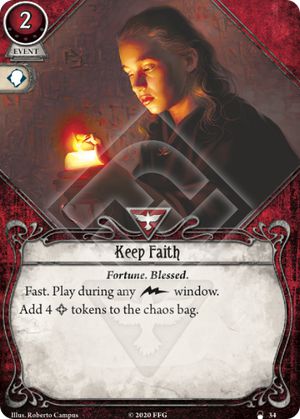 2
EVENT
Keep Faith
Fortune. Blessed.
Fast. Play during any window.
Add 4 tokens to the chaos bag.
Illus. Roberto Campus © 2020 FFG 34